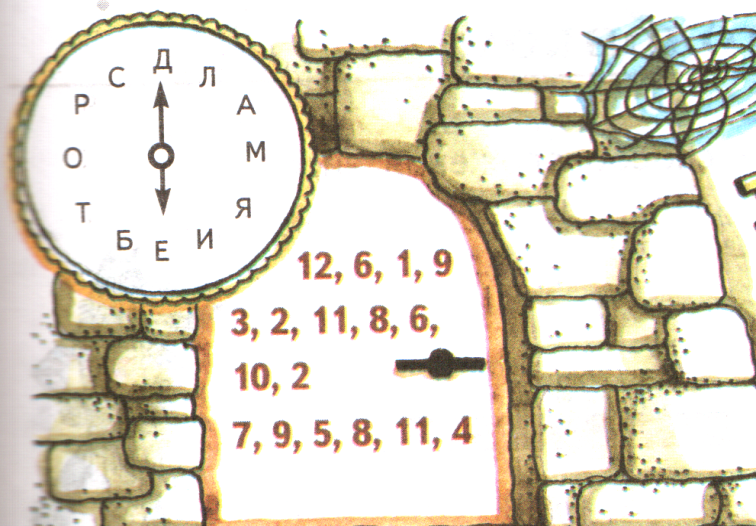 Д
С Л
Р А
О М
Т Я
Б И
Е
12, 6, 1, 9
3, 2, 11, 8, 6,
10, 2
7, 9, 5, 8, 11, 4